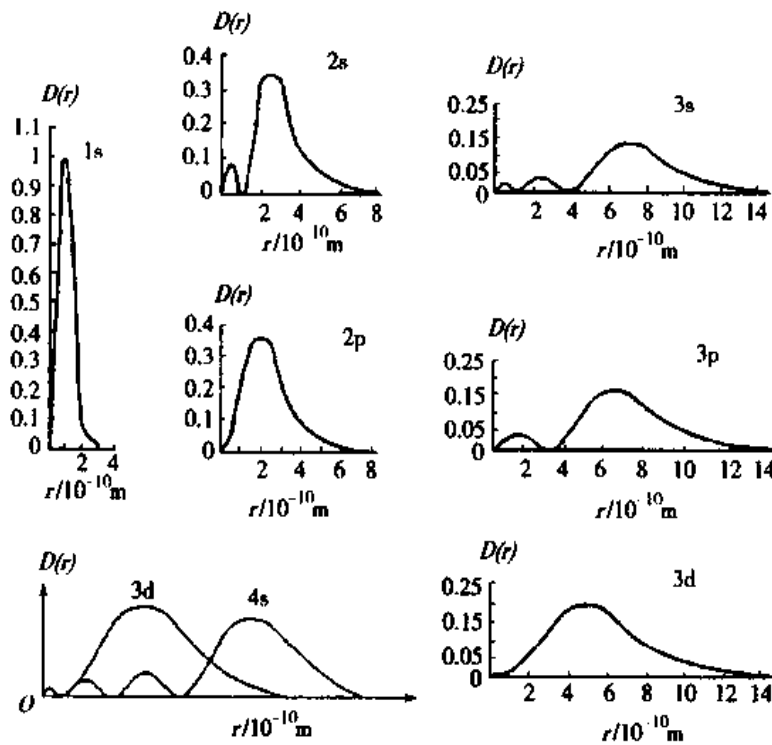 D(r)
1s
1.1
1
0.9
0.8
0.7
0.6
0.5
0.4
0.3
0.2
0.1
0
2 4
r/10⁻¹⁰m
D(r)
2s
0.4
0.3
0.2
0.1
0
2 4 6 8
r/10⁻¹⁰m
D(r)
3s
0.25
0.15
0.05
0
2 4 6 8 10 12 14
r/10⁻¹⁰m
D(r)
2p
0.4
0.3
0.2
0.1
0
2 4 6 8
r/10⁻¹⁰m
D(r)
3p
0.25
0.15
0.05
0
2 4 6 8 10 12 14
r/10⁻¹⁰m
D(r)
3d 4s
O
r/10⁻¹⁰m
D(r)
3d
0.25
0.15
0.05
0
2 4 6 8 10 12 14
r/10⁻¹⁰m